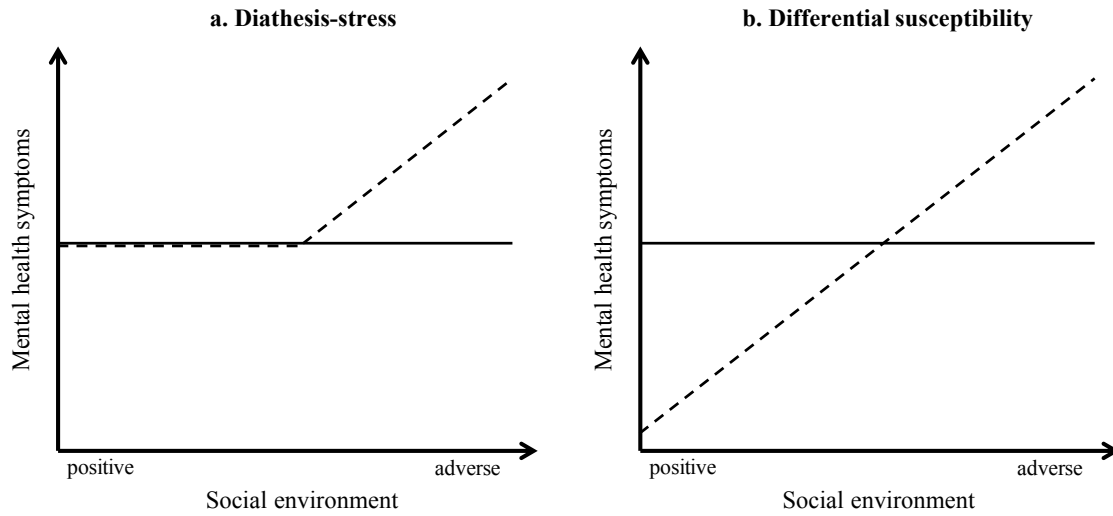 a. Diathesis-stress
Mental health symptoms
positive
adverse
Social environment
b. Differential susceptibility
Mental health symptoms
positive
adverse
Social environment